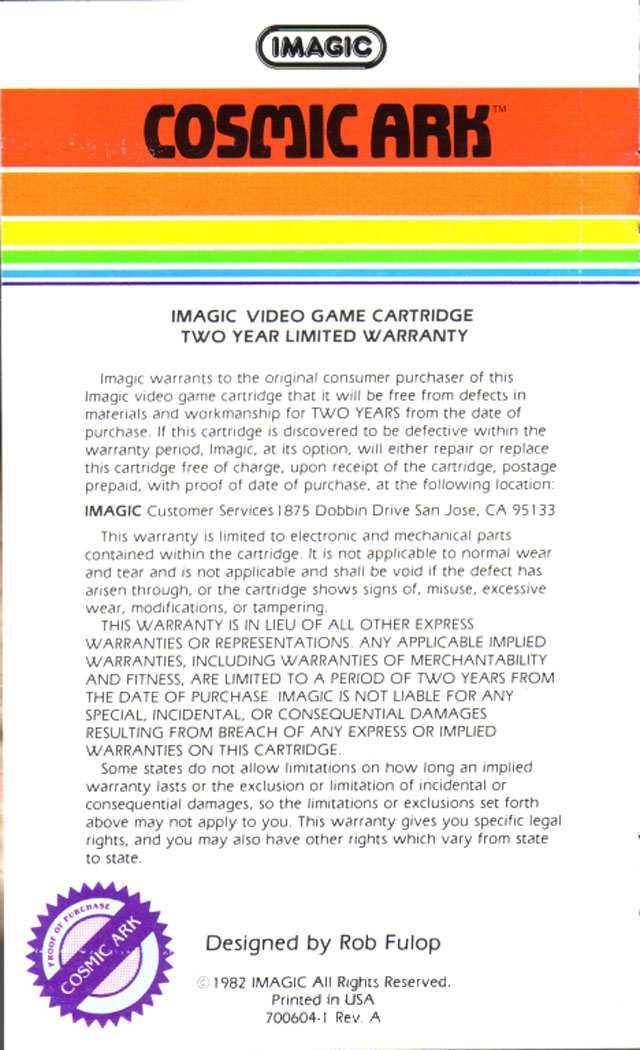 IMAGIC
COSMIC ARK™
IMAGIC VIDEO GAME CARTRIDGE
TWO YEAR LIMITED WARRANTY
Imagic warrants to the original consumer purchaser of this
Imagic video game cartridge that it will be free from defects in
materials and workmanship for TWO YEARS from the date of
purchase. If this cartridge is discovered to be defective within the
warranty period, Imagic, at its option, will either repair or replace
this cartridge free of charge, upon receipt of the cartridge, postage
prepaid, with proof of date of purchase, at the following location:
IMAGIC Customer Services 1875 Dobbin Drive San Jose, CA 95133
This warranty is limited to electronic and mechanical parts
contained within the cartridge. It is not applicable to normal wear
and tear and is not applicable and shall be void if the defect has
arisen through, or the cartridge shows signs of, misuse, excessive
wear, modifications, or tampering.
THIS WARRANTY IS IN LIEU OF ALL OTHER EXPRESS
WARRANTIES OR REPRESENTATIONS. ANY APPLICABLE IMPLIED
WARRANTIES, INCLUDING WARRANTIES OF MERCHANTABILITY
AND FITNESS, ARE LIMITED TO A PERIOD OF TWO YEARS FROM
THE DATE OF PURCHASE. IMAGIC IS NOT LIABLE FOR ANY
SPECIAL, INCIDENTAL, OR CONSEQUENTIAL DAMAGES
RESULTING FROM BREACH OF ANY EXPRESS OR IMPLIED
WARRANTIES ON THIS CARTRIDGE.
Some states do not allow limitations on how long an implied
warranty lasts or the exclusion or limitation of incidental or
consequential damages, so the limitations or exclusions set forth
above may not apply to you. This warranty gives you specific legal
rights, and you may also have other rights which vary from state
to state.
PROOF OF PURCHASE
COSMIC ARK
Designed by Rob Fulop
©1982 IMAGIC All Rights Reserved.
Printed in USA
700604-1 Rev. A